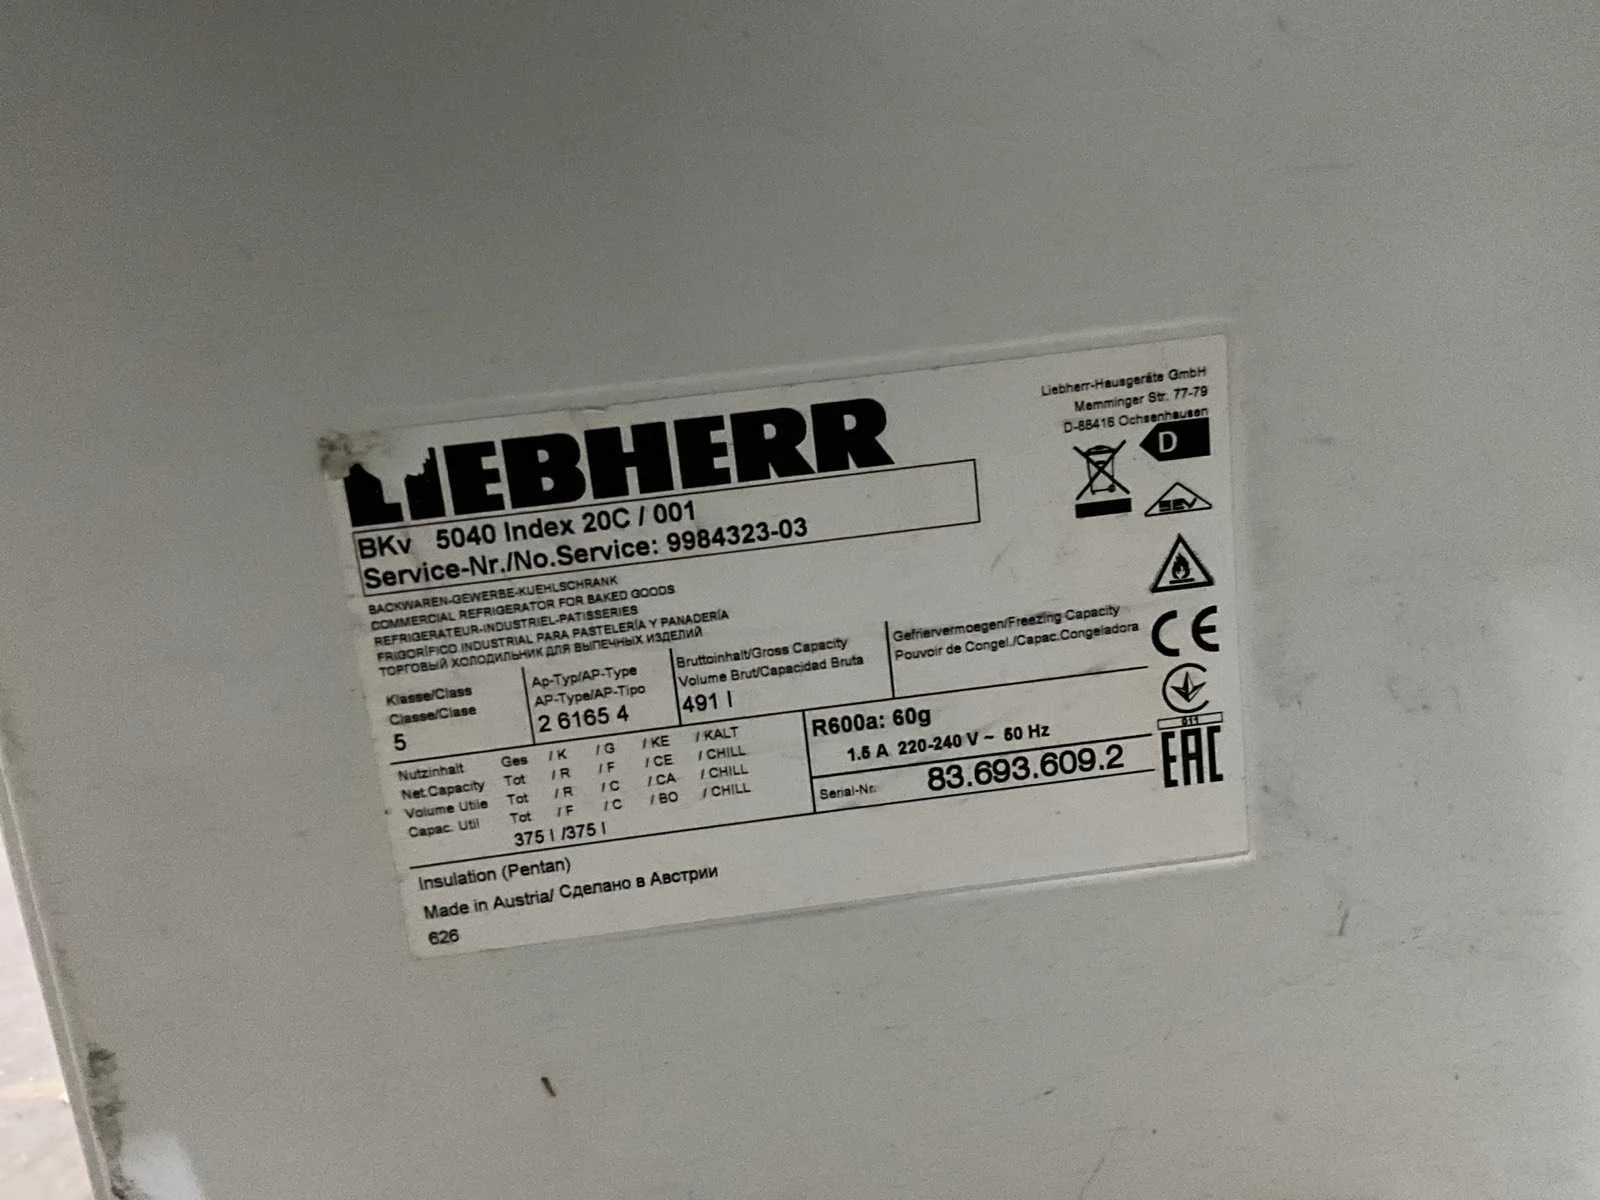 LIEBHERR
Liebherr-Hausgeräte GmbH
Memminger Str. 77-79
D-88416 Ochsenhausen
D
SEV
BKv 5040 Index 20C / 001
Service-Nr./No.Service: 9984323-03
BACKWAREN-GEWERBE-KUEHLSCHRANK
COMMERCIAL REFRIGERATOR FOR BAKED GOODS
REFRIGERATEUR-INDUSTRIEL-PATISSERIES
FRIGORÍFICO INDUSTRIAL PARA PASTELERÍA Y PANADERÍA
ТОРГОВЫЙ ХОЛОДИЛЬНИК ДЛЯ ВЫПЕЧНЫХ ИЗДЕЛИЙ
Klasse/Class
Classe/Clase
5
Ap-Typ/AP-Type
AP-Type/AP-Tipo
2 6165 4
Bruttoinhalt/Gross Capacity
Volume Brut/Capacidad Bruta
491 l
Gefriervermoegen/Freezing Capacity
Pouvoir de Congel./Capac.Congeladora
CE
Nutzinhalt Ges / K / G / KE / KALT
Net.Capacity Tot / R / F / CE / CHILL
Volume Utile Tot / R / C / CA / CHILL
Capac. Util Tot / F / C / BO / CHILL
375 l /375 l
R600a: 60g
1.5 A 220-240 V ~ 50 Hz
Serial-Nr. 83.693.609.2
011
EAC
Insulation (Pentan)
Made in Austria/ Сделано в Австрии
626